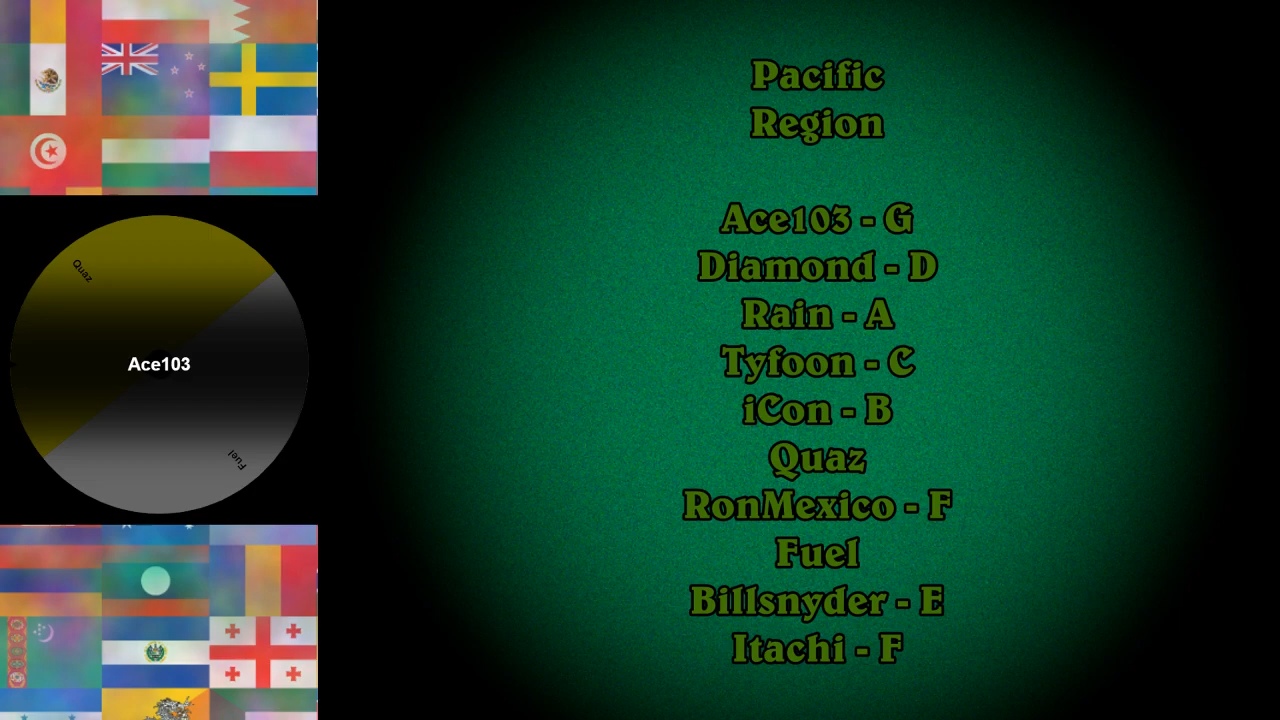 Pacific
Region
Ace103 - G
Diamond - D
Rain - A
Tyfoon - C
iCon - B
Quaz
RonMexico - F
Fuel
Billsnyder - E
Itachi - F
Quaz
Ace103
Fuel